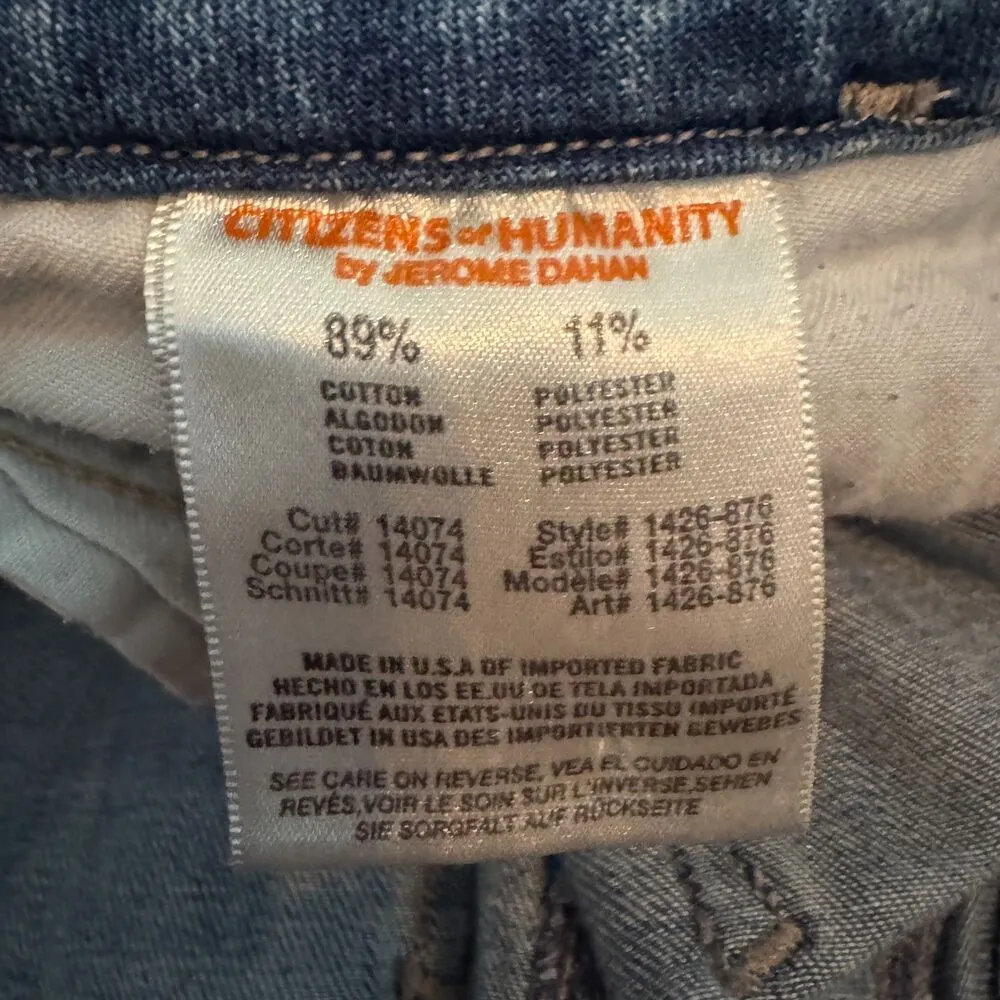 CITIZENS OF HUMANITY
by JEROME DAHAN
89% 11%
COTTON POLYESTER
ALGODON POLYESTER
COTON POLYESTER
BAUMWOLLE POLYESTER
Cut# 14074 Style# 1426-876
Corte# 14074 Estilo# 1426-876
Coupe# 14074 Modèle# 1426-876
Schnitt# 14074 Art# 1426-876
MADE IN U.S.A OF IMPORTED FABRIC
HECHO EN LOS EE.UU DE TELA IMPORTADA
FABRIQUÉ AUX ETATS-UNIS DU TISSU IMPORTÉ
GEBILDET IN USA DES IMPORTIERTEN GEWEBES
SEE CARE ON REVERSE, VEA EL CUIDADO EN
REVÉS, VOIR LE SOIN SUR L'INVERSE, SEHEN
SIE SORGFALT AUF RÜCKSEITE